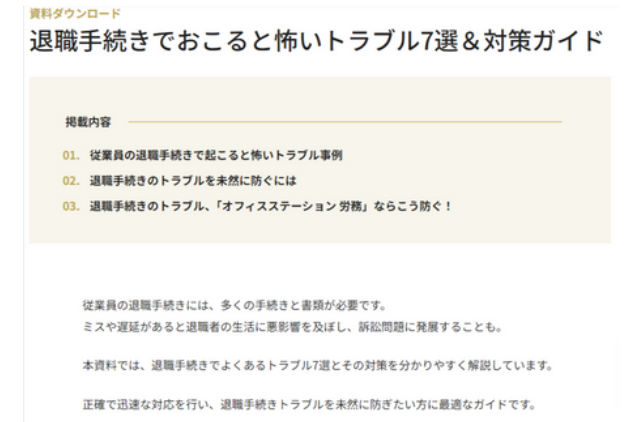 資料ダウンロード
退職手続きでおこると怖いトラブル7選&対策ガイド
掲載内容
01. 従業員の退職手続きで起こると怖いトラブル事例
02. 退職手続きのトラブルを未然に防ぐには
03. 退職手続きのトラブル、「オフィスステーション 労務」ならこう防ぐ！
従業員の退職手続きには、多くの手続きと書類が必要です。
ミスや遅延があると退職者の生活に悪影響を及ぼし、訴訟問題に発展することも。
本資料では、退職手続きでよくあるトラブル7選とその対策を分かりやすく解説しています。
正確で迅速な対応を行い、退職手続きトラブルを未然に防ぎたい方に最適なガイドです。